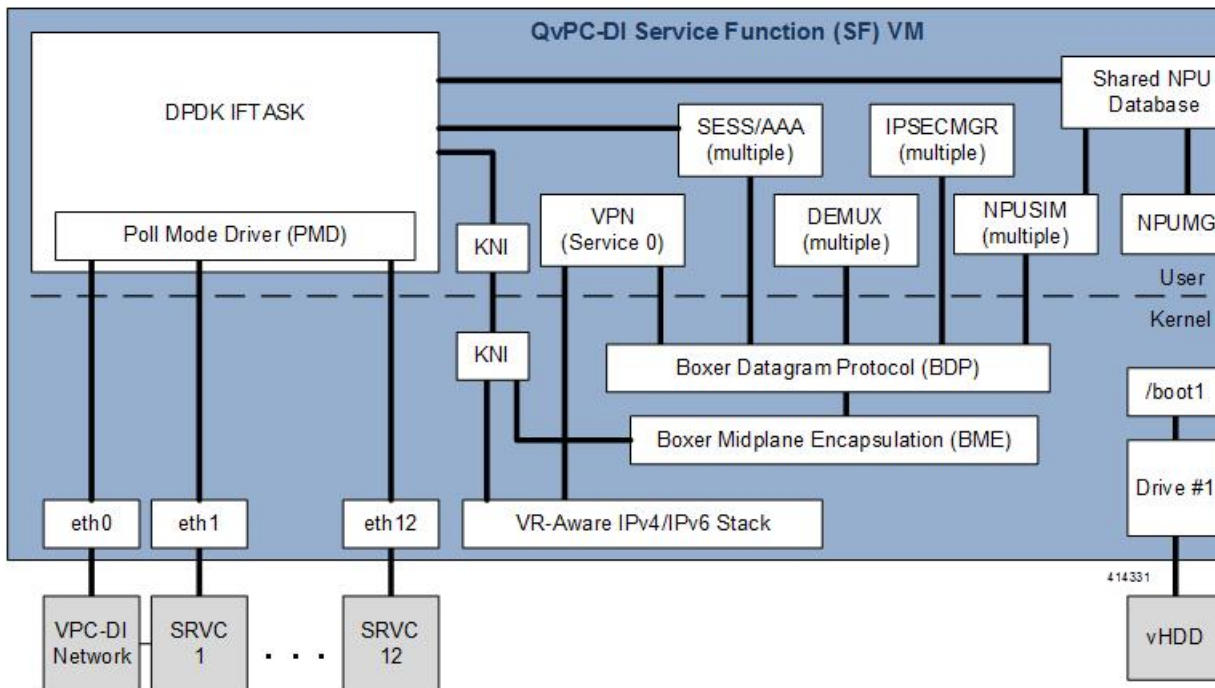 QvPC-DI Service Function (SF) VM
DPDK IFTASK
Shared NPU
Database
SESS/AAA
(multiple)
IPSECMGR
(multiple)
Poll Mode Driver (PMD)
KNI
VPN
(Service 0)
DEMUX
(multiple)
NPUSIM
(multiple)
NPUMG
User
Kernel
KNI
Boxer Datagram Protocol (BDP)
/boot1
Boxer Midplane Encapsulation (BME)
Drive #1
eth0
eth1
eth12
VR-Aware IPv4/IPv6 Stack
414331
VPC-DI
Network
SRVC
1
. . .
SRVC
12
vHDD